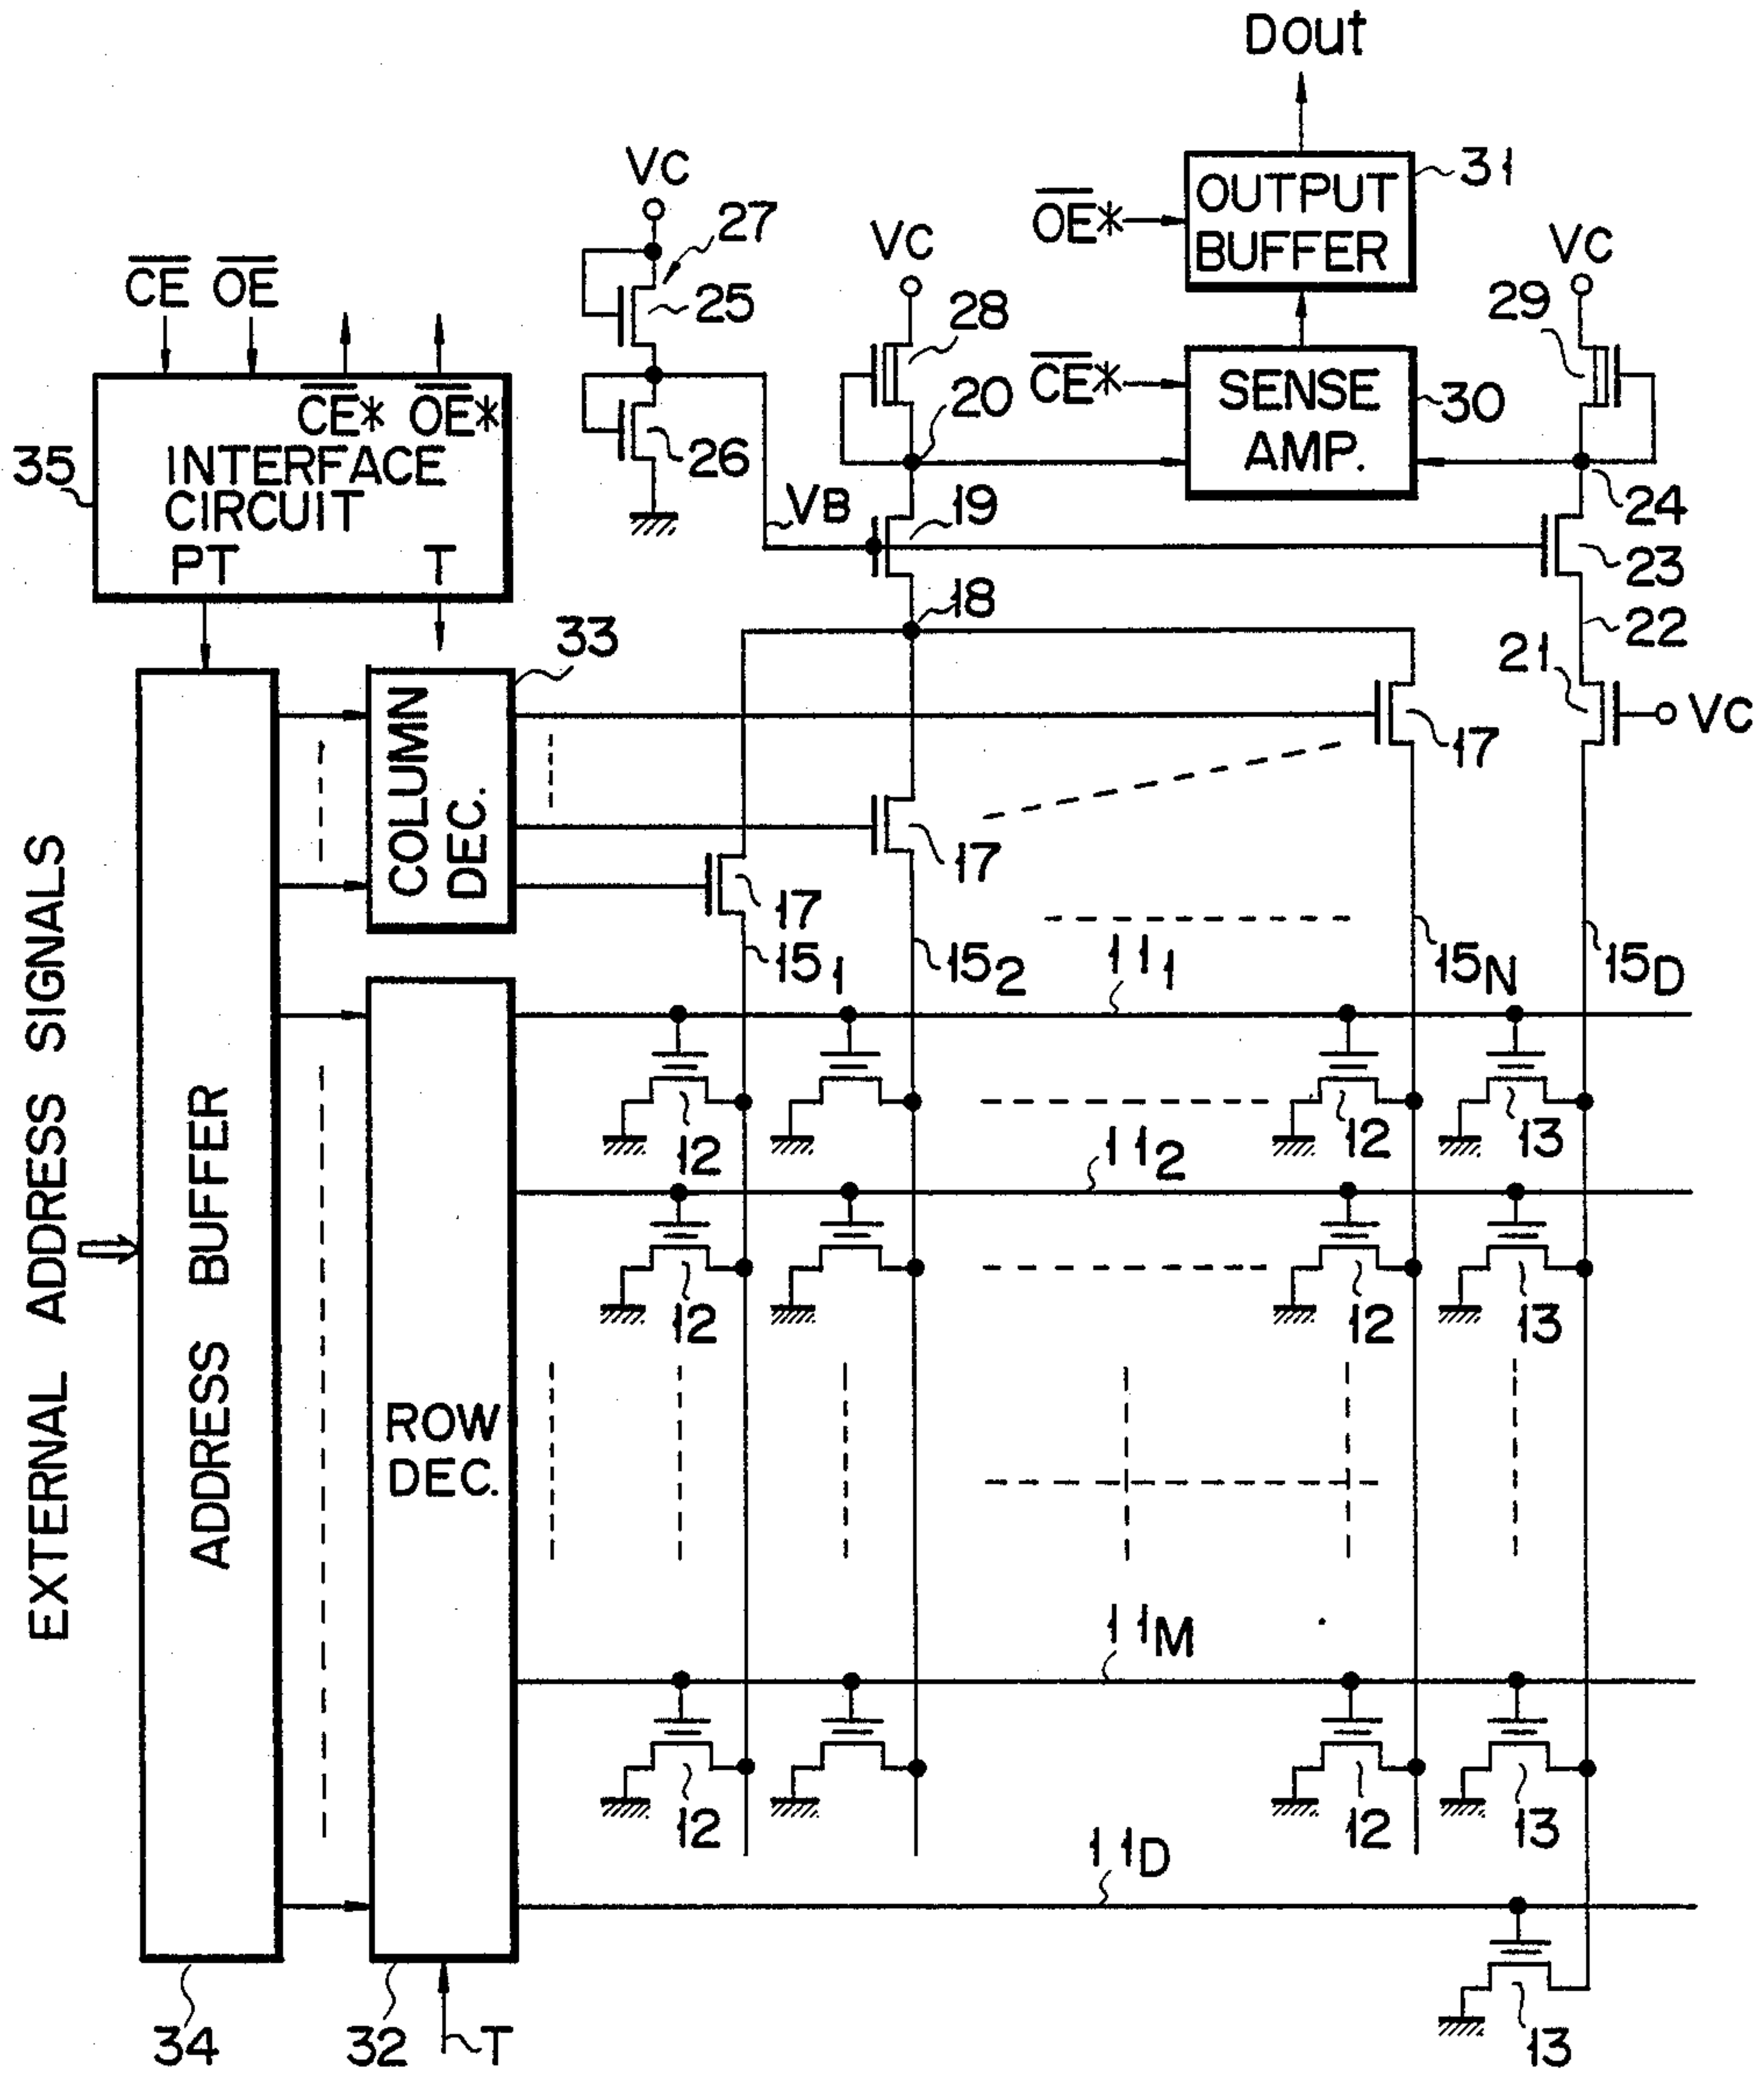 Dout
VC
27
OUTPUT
BUFFER
31
OE*
VC
VC
CE OE
25
28
29
CE*
SENSE
AMP.
30
20
CE* OE*
26
35
INTERFACE
CIRCUIT
PT T
VB
19
24
23
18
22
33
21
VC
COLUMN
DEC.
17
17
17
15₁
15₂
11₁
15N
15D
EXTERNAL ADDRESS SIGNALS
ADDRESS BUFFER
12
12
13
11₂
12
12
13
ROW
DEC.
11M
12
12
13
11D
34
32
T
13